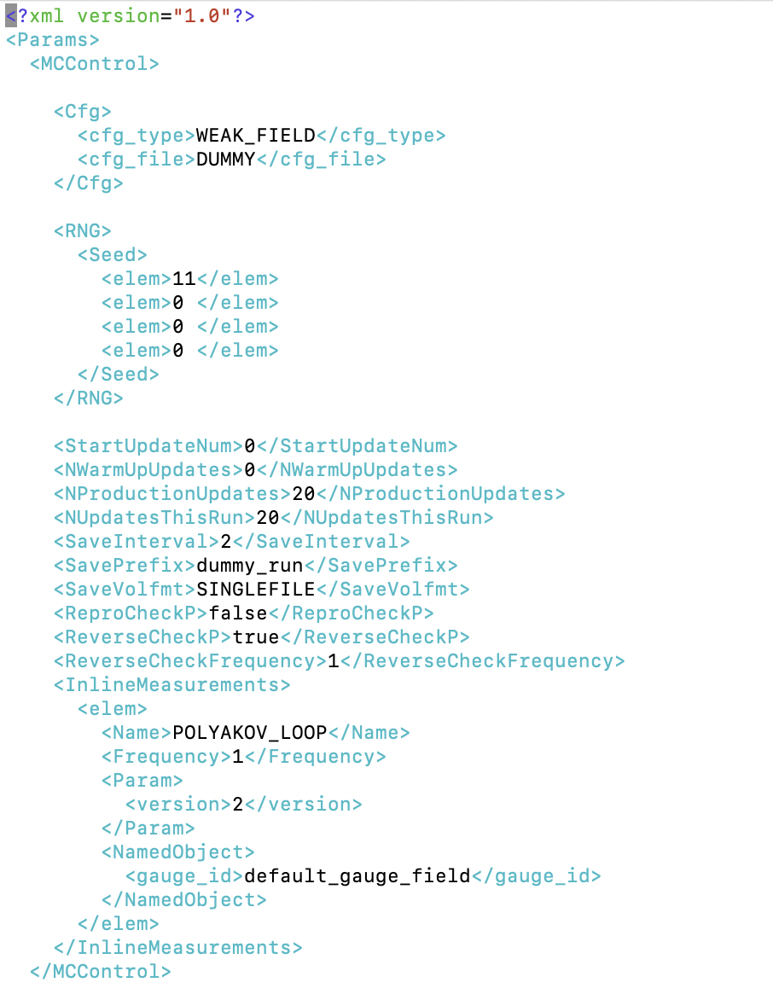 <?xml version="1.0"?>
<Params>
  <MCControl>

    <Cfg>
      <cfg_type>WEAK_FIELD</cfg_type>
      <cfg_file>DUMMY</cfg_file>
    </Cfg>

    <RNG>
      <Seed>
        <elem>11</elem>
        <elem>0 </elem>
        <elem>0 </elem>
        <elem>0 </elem>
      </Seed>
    </RNG>

    <StartUpdateNum>0</StartUpdateNum>
    <NWarmUpUpdates>0</NWarmUpUpdates>
    <NProductionUpdates>20</NProductionUpdates>
    <NUpdatesThisRun>20</NUpdatesThisRun>
    <SaveInterval>2</SaveInterval>
    <SavePrefix>dummy_run</SavePrefix>
    <SaveVolfmt>SINGLEFILE</SaveVolfmt>
    <ReproCheckP>false</ReproCheckP>
    <ReverseCheckP>true</ReverseCheckP>
    <ReverseCheckFrequency>1</ReverseCheckFrequency>
    <InlineMeasurements>
      <elem>
        <Name>POLYAKOV_LOOP</Name>
        <Frequency>1</Frequency>
        <Param>
          <version>2</version>
        </Param>
        <NamedObject>
          <gauge_id>default_gauge_field</gauge_id>
        </NamedObject>
      </elem>
    </InlineMeasurements>
  </MCControl>